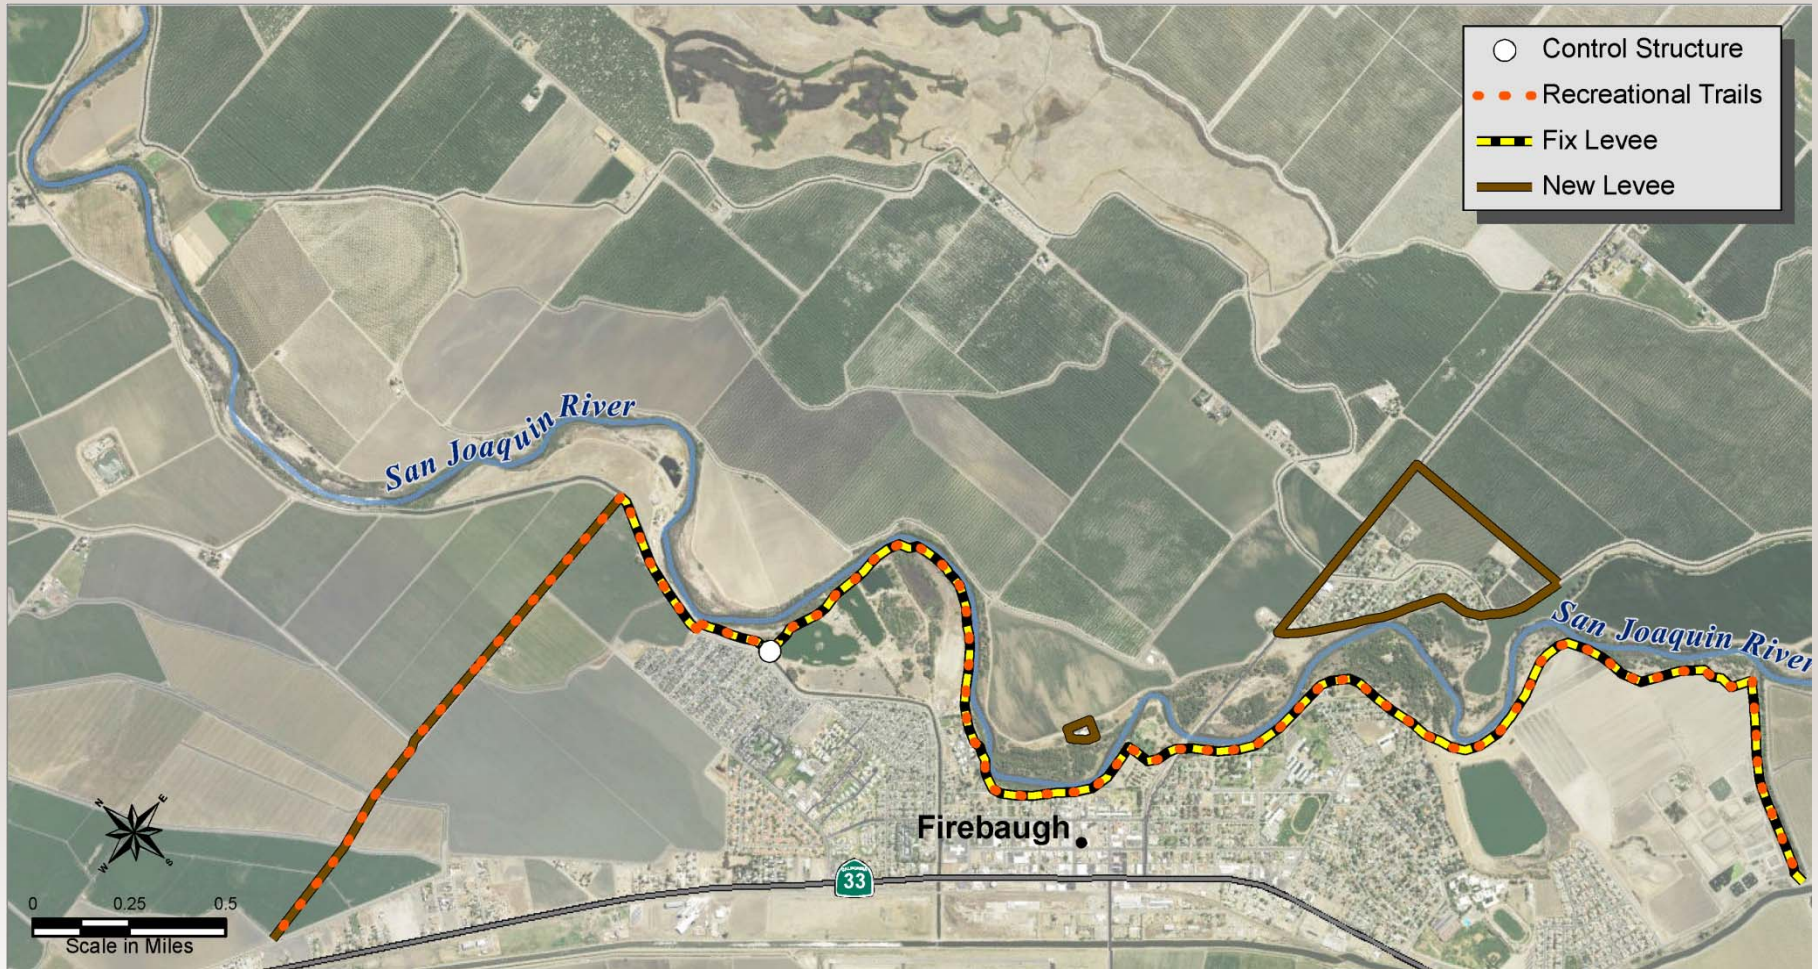 Control Structure
Recreational Trails
Fix Levee
New Levee
San Joaquin River
San Joaquin River
Firebaugh
CALIFORNIA
33
N
E
W
S
0 0.25 0.5
Scale in Miles